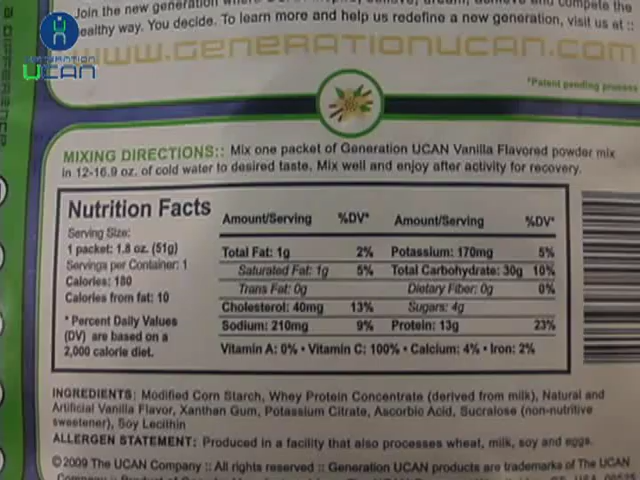 Join the new generation
compete the
healthy way. You decide. To learn more and help us redefine a new generation, visit us at ::
WWW.GENERATIONUCAN.COM
*Patent pending process
GENERATION
UCAN
A DIFFERENCE
MIXING DIRECTIONS:: Mix one packet of Generation UCAN Vanilla Flavored powder mix
in 12-16.9 oz. of cold water to desired taste. Mix well and enjoy after activity for recovery.
Nutrition Facts
Serving Size:
1 packet: 1.8 oz. (51g)
Servings per Container: 1
Calories: 180
Calories from fat: 10
* Percent Daily Values
(DV) are based on a
2,000 calorie diet.
Amount/Serving %DV* Amount/Serving %DV*
Total Fat: 1g 2% Potassium: 170mg 5%
Saturated Fat: 1g 5% Total Carbohydrate: 30g 10%
Trans Fat: 0g Dietary Fiber: 0g 0%
Cholesterol: 40mg 13% Sugars: 4g
Sodium: 210mg 9% Protein: 13g 23%
Vitamin A: 0% • Vitamin C: 100% • Calcium: 4% • Iron: 2%
INGREDIENTS: Modified Corn Starch, Whey Protein Concentrate (derived from milk), Natural and
Artificial Vanilla Flavor, Xanthan Gum, Potassium Citrate, Ascorbic Acid, Sucralose (non-nutritive
sweetener), Soy Lecithin
ALLERGEN STATEMENT: Produced in a facility that also processes wheat, milk, soy and eggs.
©2009 The UCAN Company :: All rights reserved :: Generation UCAN products are trademarks of The UCAN